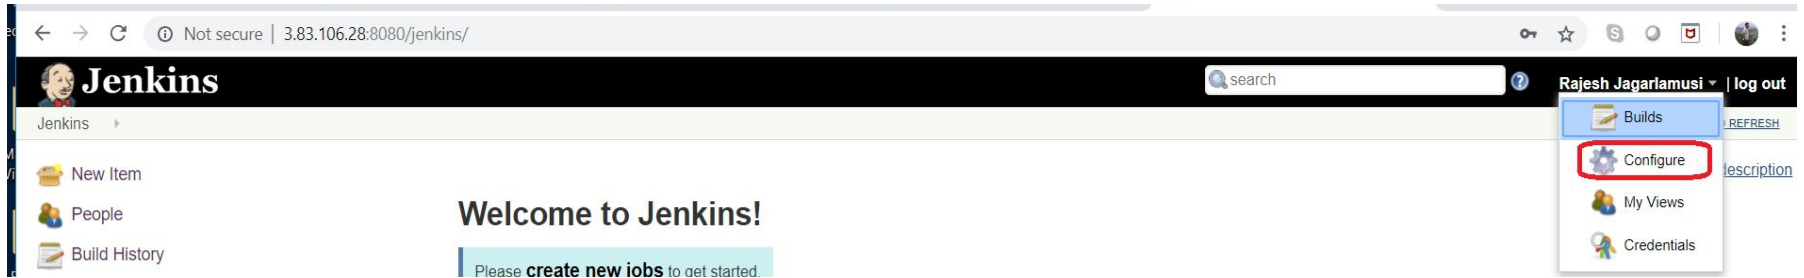 Not secure | 3.83.106.28:8080/jenkins/
Jenkins
search
Rajesh Jagarlamusi | log out
Jenkins
Builds
REFRESH
New Item
Configure
description
People
Welcome to Jenkins!
My Views
Build History
Credentials
Please create new jobs to get started.